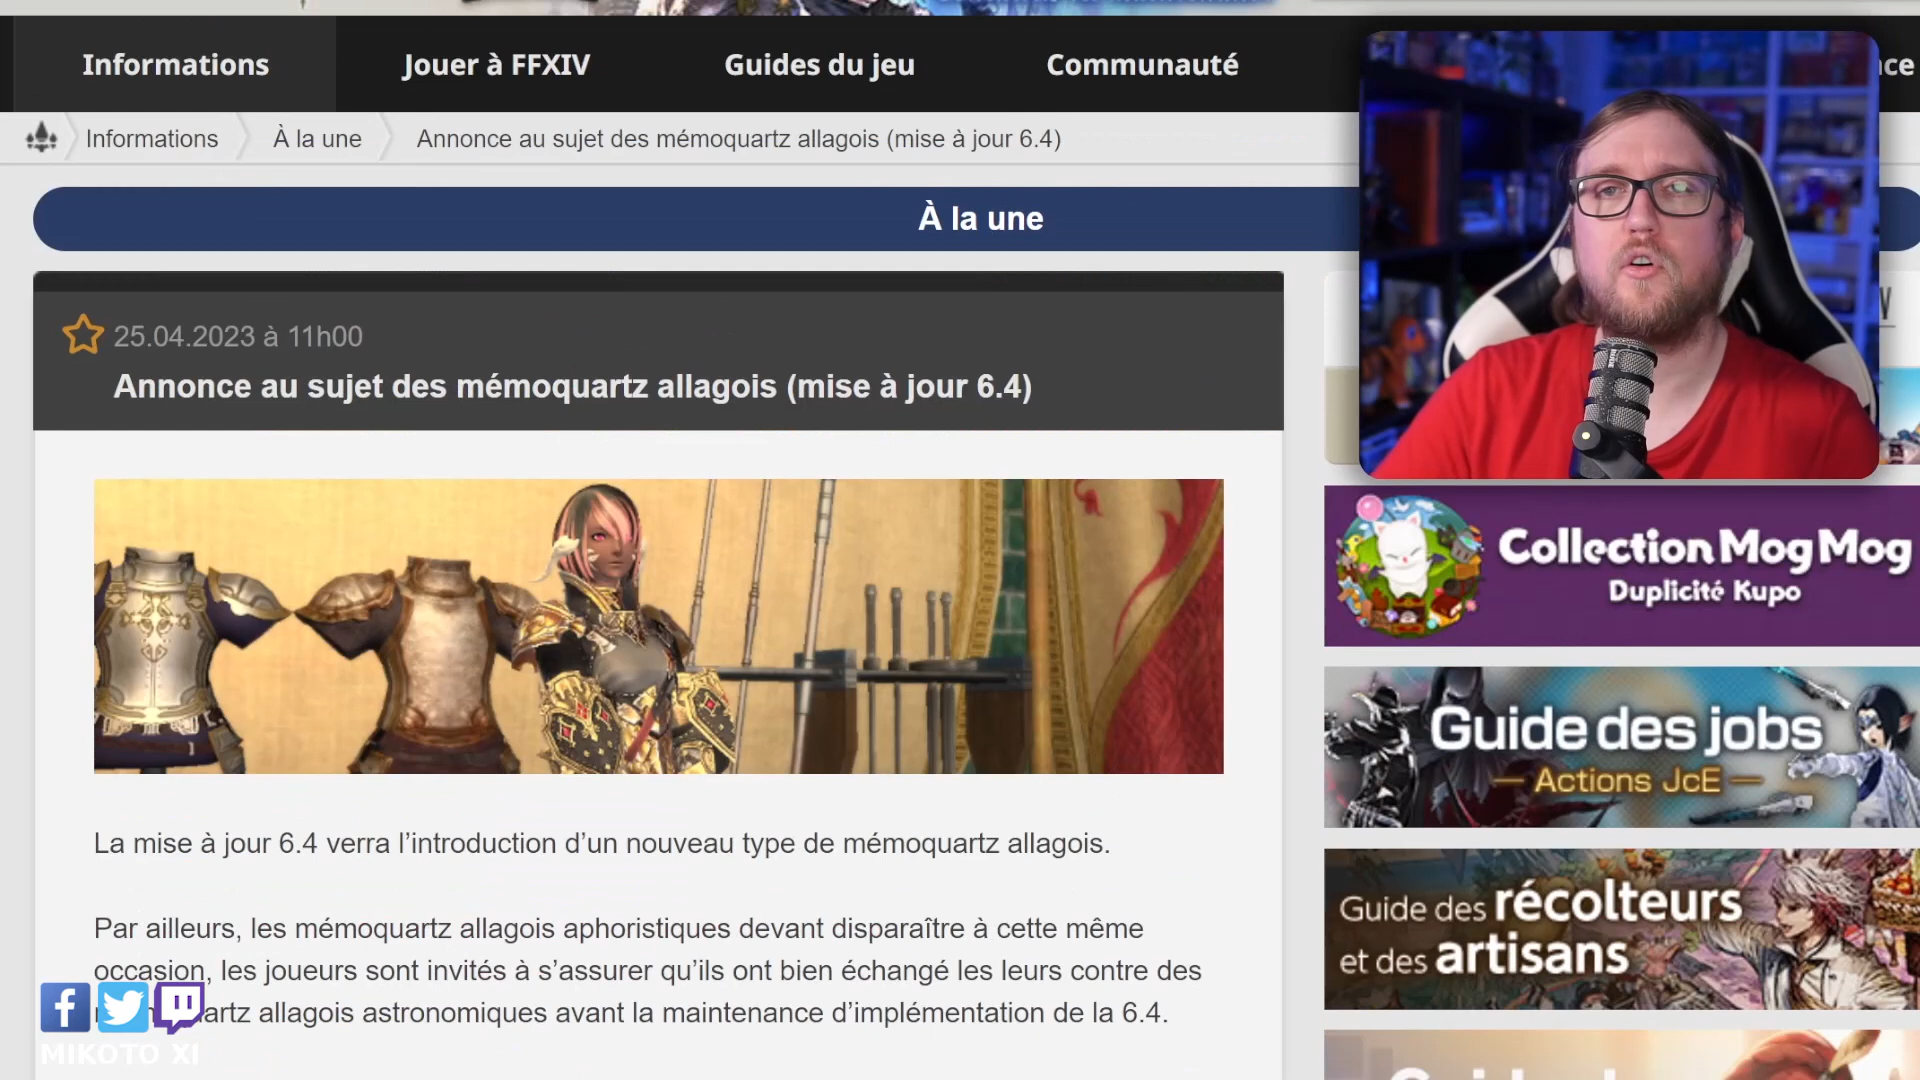 Informations
Jouer à FFXIV
Guides du jeu
Communauté
Informations
À la une
Annonce au sujet des mémoquartz allagois (mise à jour 6.4)
À la une
25.04.2023 à 11h00
Annonce au sujet des mémoquartz allagois (mise à jour 6.4)
Collection Mog Mog
Duplicité Kupo
Guide des jobs
Actions JcE
Guide des récolteurs
et des artisans
La mise à jour 6.4 verra l’introduction d’un nouveau type de mémoquartz allagois.
Par ailleurs, les mémoquartz allagois aphoristiques devant disparaître à cette même
occasion, les joueurs sont invités à s’assurer qu’ils ont bien échangé les leurs contre des
allagois astronomiques avant la maintenance d’implémentation de la 6.4.
MIKOTO XI